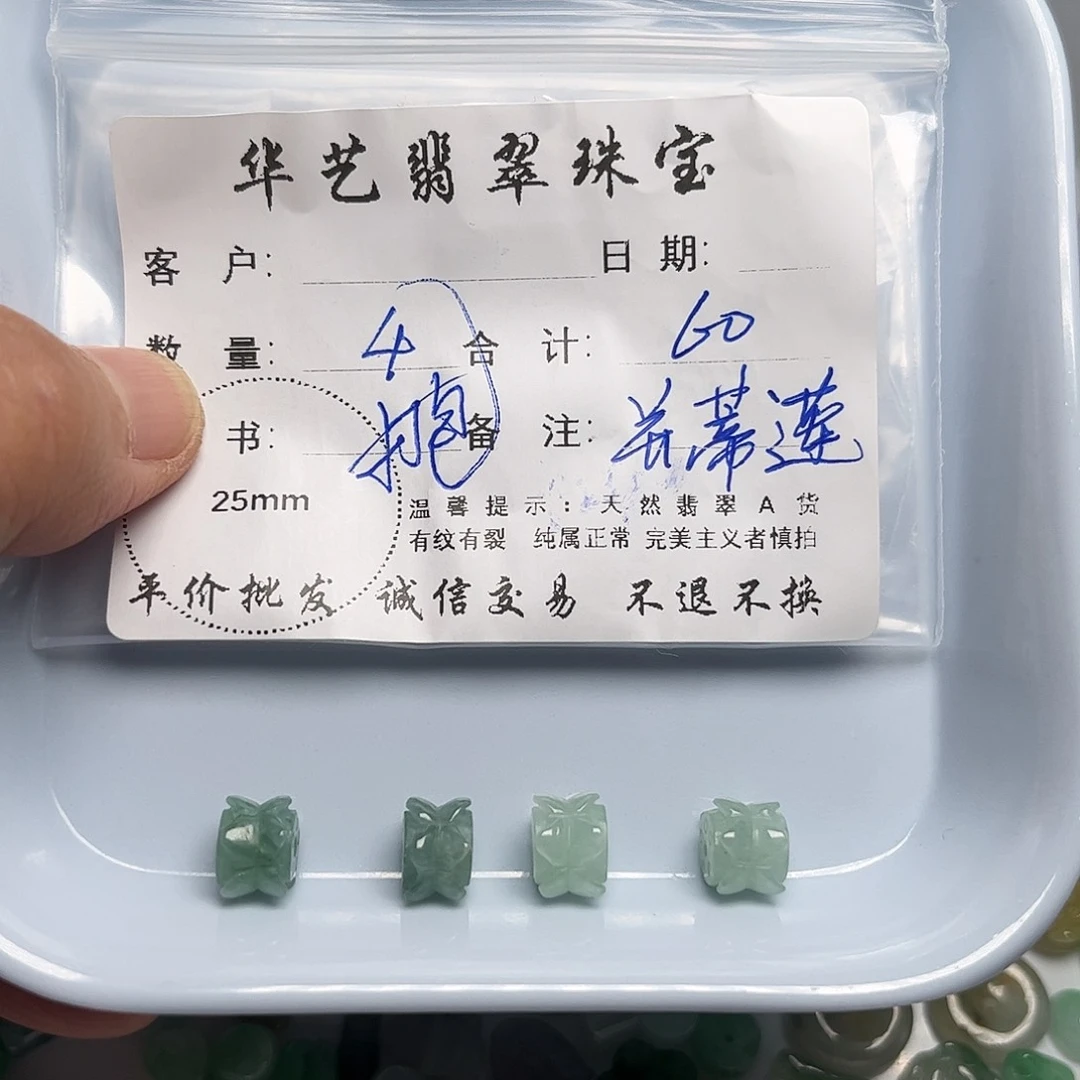 华艺翡翠珠宝
客 户: 日 期:
数 量: 4 合 计: 60
书: 备 注: 并蒂莲
25mm
温馨提示:天然翡翠A货
有纹有裂 纯属正常 完美主义者慎拍
平价批发 诚信交易 不退不换